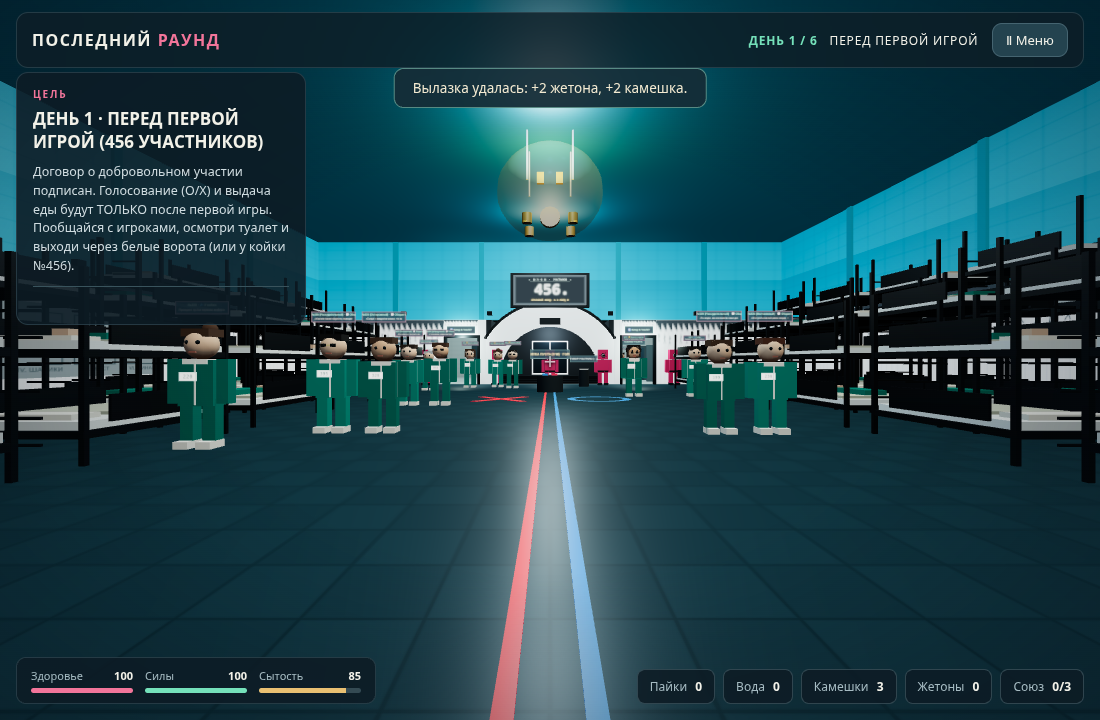 ПОСЛЕДНИЙ РАУНД
ДЕНЬ 1 / 6 ПЕРЕД ПЕРВОЙ ИГРОЙ
Ⅱ Меню
Вылазка удалась: +2 жетона, +2 камешка.
ЦЕЛЬ
ДЕНЬ 1 · ПЕРЕД ПЕРВОЙ
ИГРОЙ (456 УЧАСТНИКОВ)
Договор о добровольном участии
подписан. Голосование (О/Х) и выдача
еды будут ТОЛЬКО после первой игры.
Пообщайся с игроками, осмотри туалет и
выходи через белые ворота (или у койки
№456).
456.
Здоровье 100
Силы 100
Сытость 85
Пайки 0
Вода 0
Камешки 3
Жетоны 0
Союз 0/3